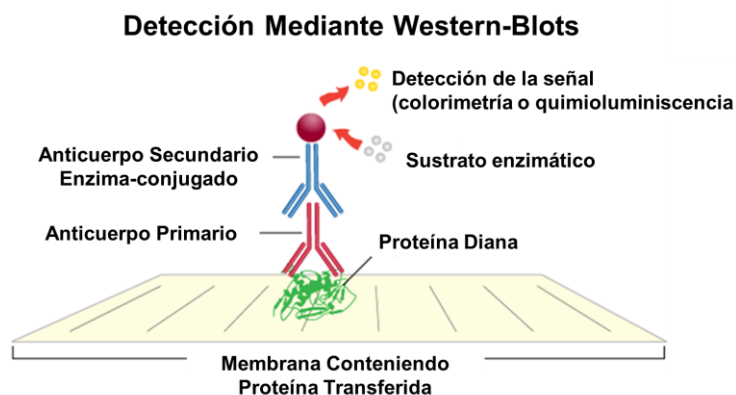 Detección Mediante Western-Blots
Detección de la señal
(colorimetría o quimioluminiscencia
Anticuerpo Secundario
Enzima-conjugado
Sustrato enzimático
Anticuerpo Primario
Proteína Diana
Membrana Conteniendo
Proteína Transferida